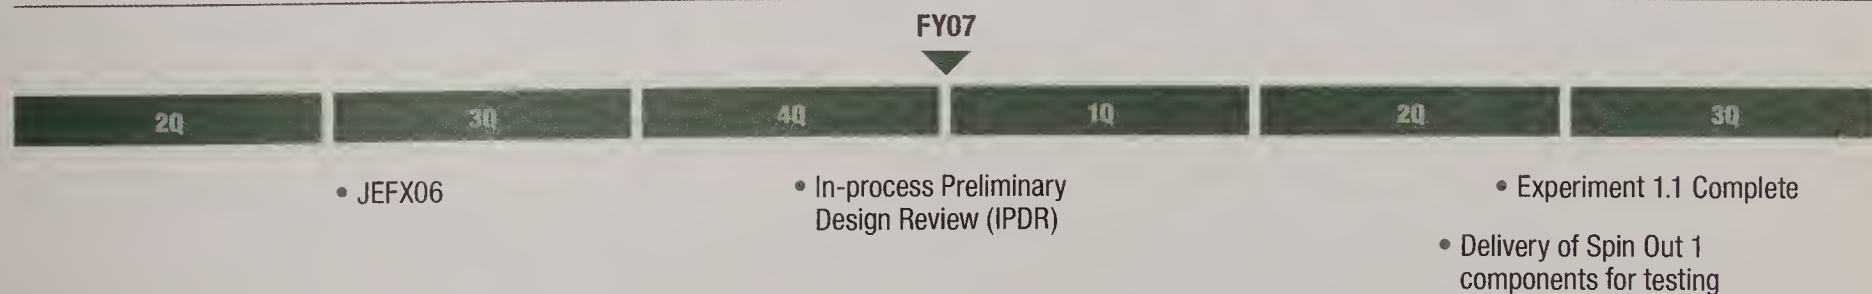 FY07
2Q 3Q 4Q 1Q 2Q 3Q
• JEFX06
• In-process Preliminary
Design Review (IPDR)
• Experiment 1.1 Complete
• Delivery of Spin Out 1
components for testing